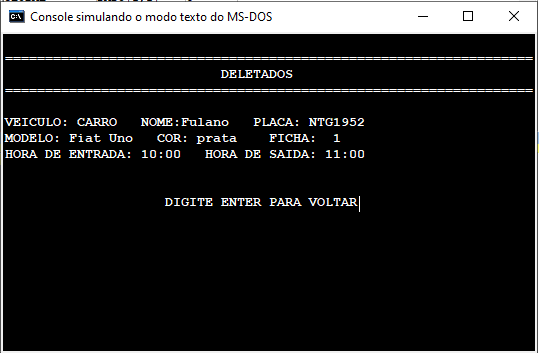 Console simulando o modo texto do MS-DOS
==================================================================
DELETADOS
==================================================================
VEICULO: CARRO   NOME:Fulano   PLACA: NTG1952
MODELO: Fiat Uno   COR: prata    FICHA:  1
HORA DE ENTRADA: 10:00   HORA DE SAIDA: 11:00
DIGITE ENTER PARA VOLTAR